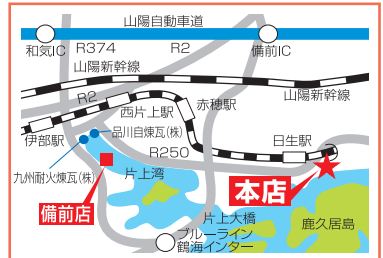 山陽自動車道
和気IC
R374
R2
備前IC
山陽新幹線
山陽新幹線
R2
西片上駅
赤穂駅
伊部駅
品川自煉瓦(株)
日生駅
R250
九州耐火煉瓦(株)
片上湾
本店
備前店
片上大橋
鹿久居島
ブルーライン
鶴海インター